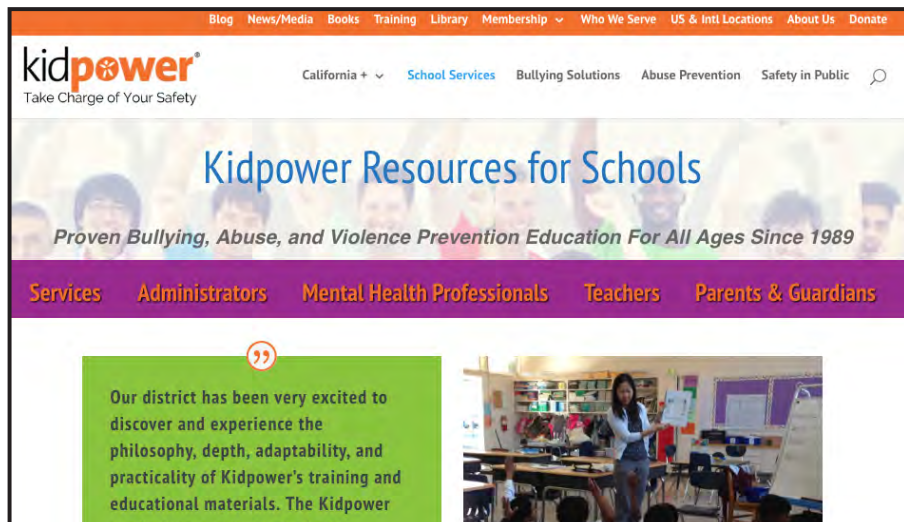 Blog News/Media Books Training Library Membership Who We Serve US & Intl Locations About Us Donate
kidpower®
Take Charge of Your Safety
California + School Services Bullying Solutions Abuse Prevention Safety in Public
Kidpower Resources for Schools
Proven Bullying, Abuse, and Violence Prevention Education For All Ages Since 1989
Services Administrators Mental Health Professionals Teachers Parents & Guardians
Our district has been very excited to
discover and experience the
philosophy, depth, adaptability, and
practicality of Kidpower's training and
educational materials. The Kidpower